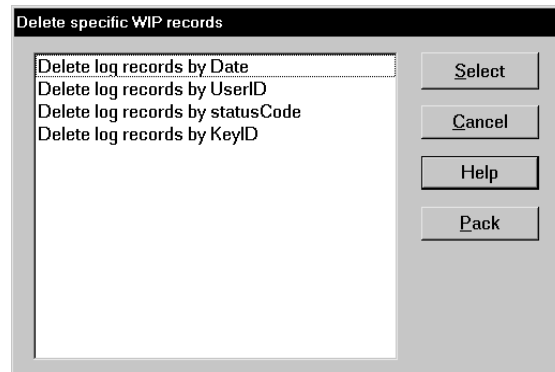 Delete specific WIP records
Delete log records by Date
Delete log records by UserID
Delete log records by statusCode
Delete log records by KeyID
Select
Cancel
Help
Pack